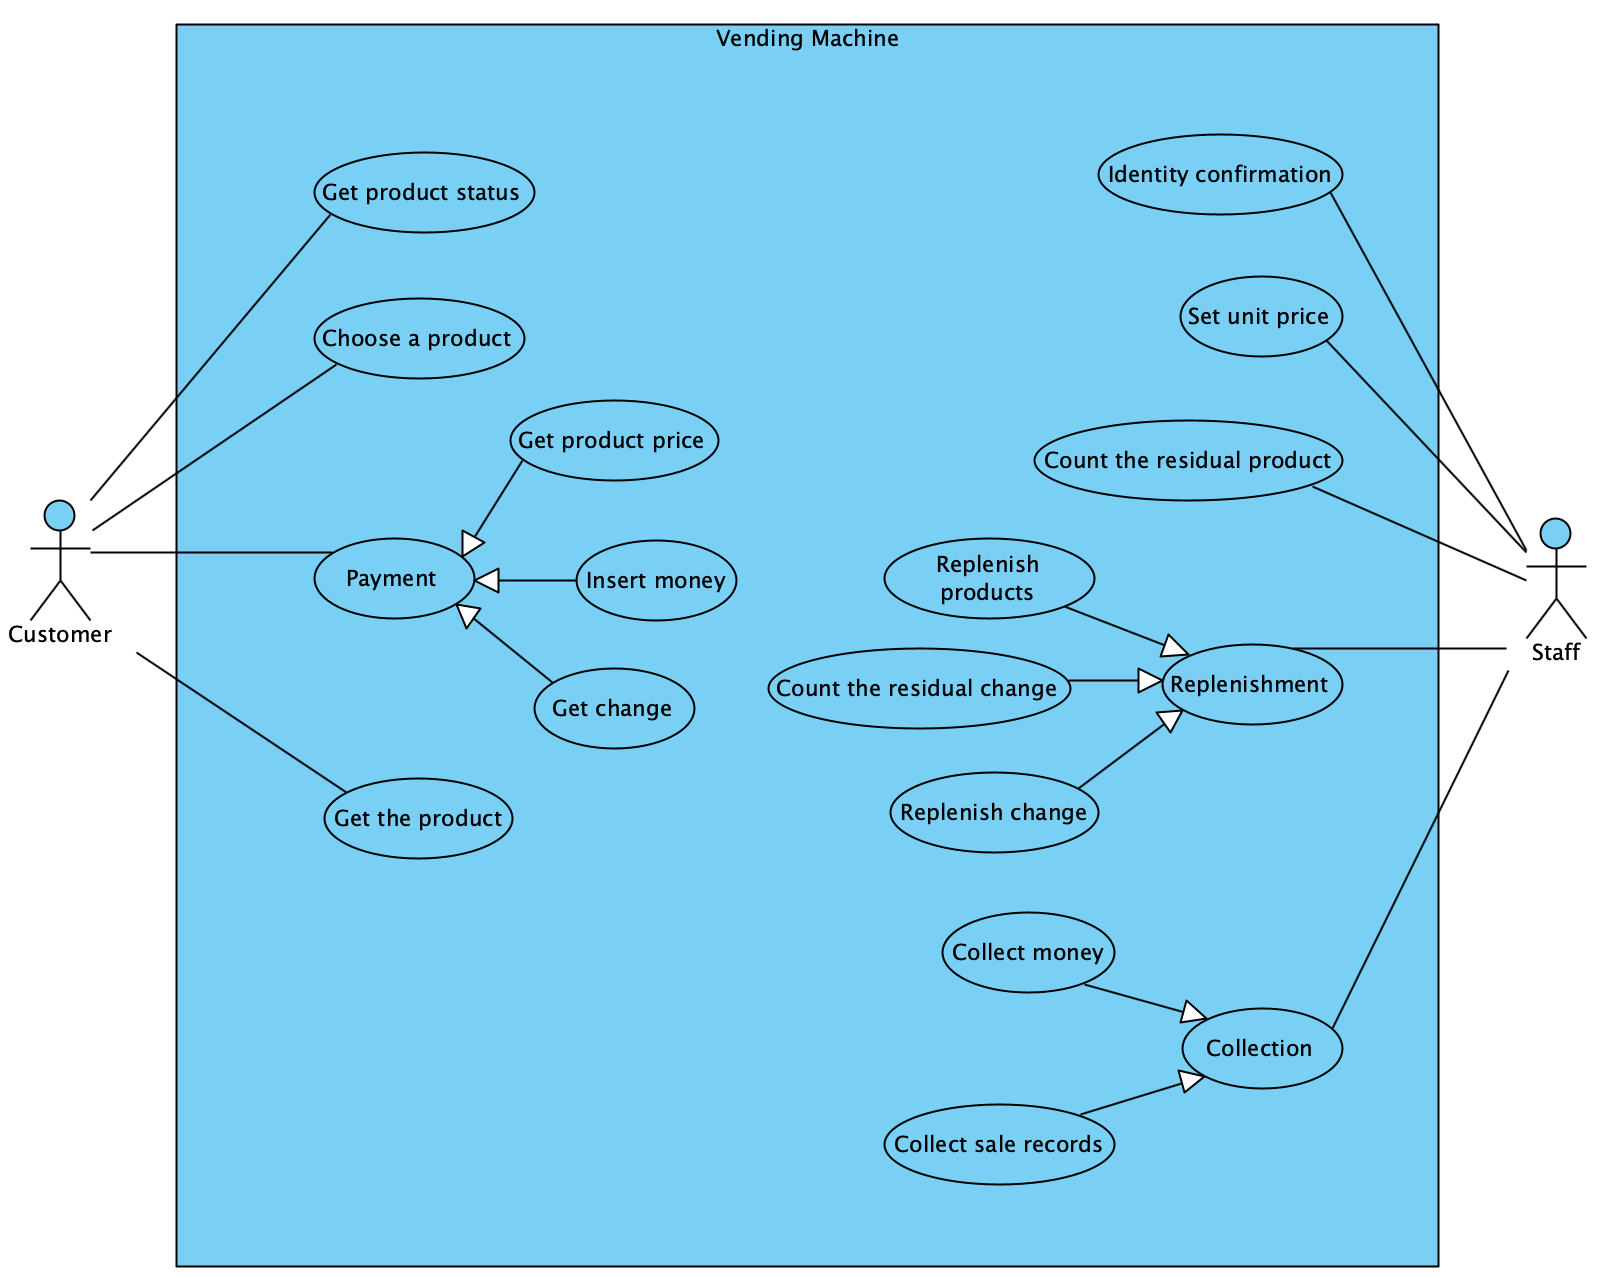 Vending Machine
Get product status
Choose a product
Get product price
Payment
Insert money
Get change
Get the product
Customer
Identity confirmation
Set unit price
Count the residual product
Replenish
products
Count the residual change
Replenishment
Replenish change
Collect money
Collection
Collect sale records
Staff